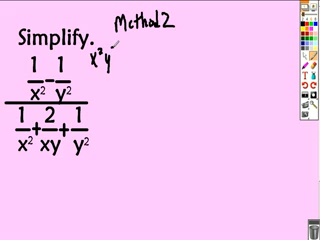 Method 2
Simplify.
x²y
1/x² - 1/y²
1/x² + 2/xy + 1/y²